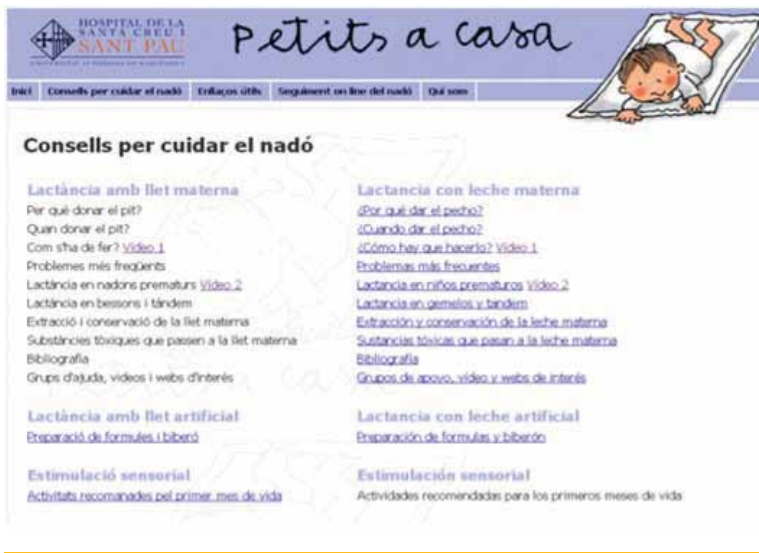 HOSPITAL DE LA
SANTA CREU I
SANT PAU
Petits a casa
Inici Consells per cuidar el nadó Enllaços útils Seguiment on line del nadó Qui som
Consells per cuidar el nadó
Lactància amb llet materna
Per què donar el pit?
Quan donar el pit?
Com s'ha de fer? Vídeo 1
Problemes més freqüents
Lactància en nadons prematurs Vídeo 2
Lactància en bessons i tàndem
Extracció i conservació de la llet materna
Substàncies tòxiques que passen a la llet materna
Bibliografia
Grups d'ajuda, videos i webs d'interés
Lactància amb llet artificial
Preparació de formules i biberó
Estimulació sensorial
Activitats recomanades pel primer mes de vida
Lactancia con leche materna
¿Por qué dar el pecho?
¿Cuando dar el pecho?
¿Cómo hay que hacerlo? Vídeo 1
Problemas más frecuentes
Lactancia en niños prematuros Vídeo 2
Lactancia en gemelos y tandem
Extracción y conservación de la leche materna
Sustancias tóxicas que pasan a la leche materna
Bibliografía
Grupos de apoyo, vídeo y webs de interés
Lactancia con leche artificial
Preparación de formulas y biberón
Estimulación sensorial
Actividades recomendadas para los primeros meses de vida